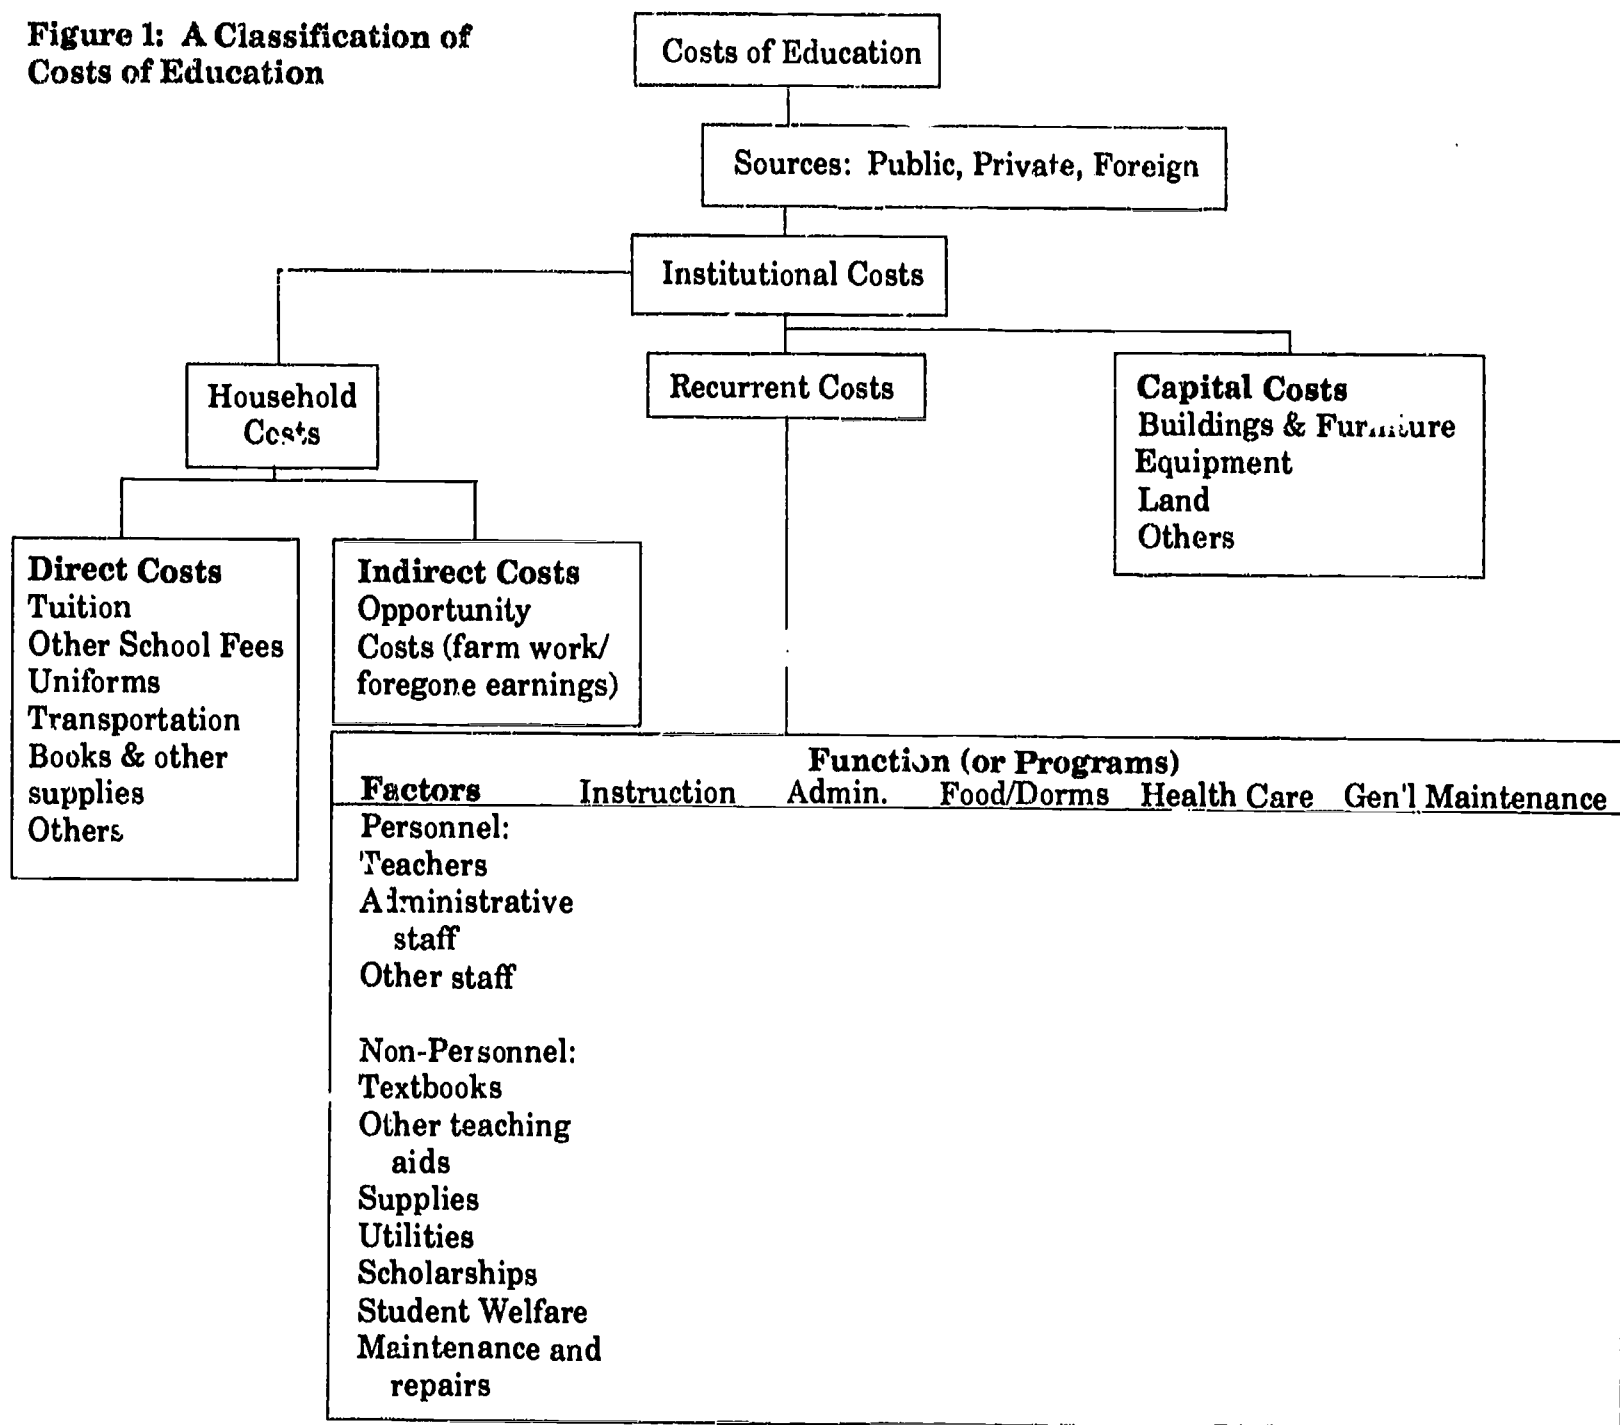 Figure 1: A Classification of
Costs of Education
Costs of Education
Sources: Public, Private, Foreign
Institutional Costs
Household
Costs
Recurrent Costs
Capital Costs
Buildings & Furniture
Equipment
Land
Others
Direct Costs
Tuition
Other School Fees
Uniforms
Transportation
Books & other
supplies
Others
Indirect Costs
Opportunity
Costs (farm work/
foregone earnings)
Function (or Programs)
Factors Instruction Admin. Food/Dorms Health Care Gen'l Maintenance
Personnel:
Teachers
Administrative
staff
Other staff
Non-Personnel:
Textbooks
Other teaching
aids
Supplies
Utilities
Scholarships
Student Welfare
Maintenance and
repairs